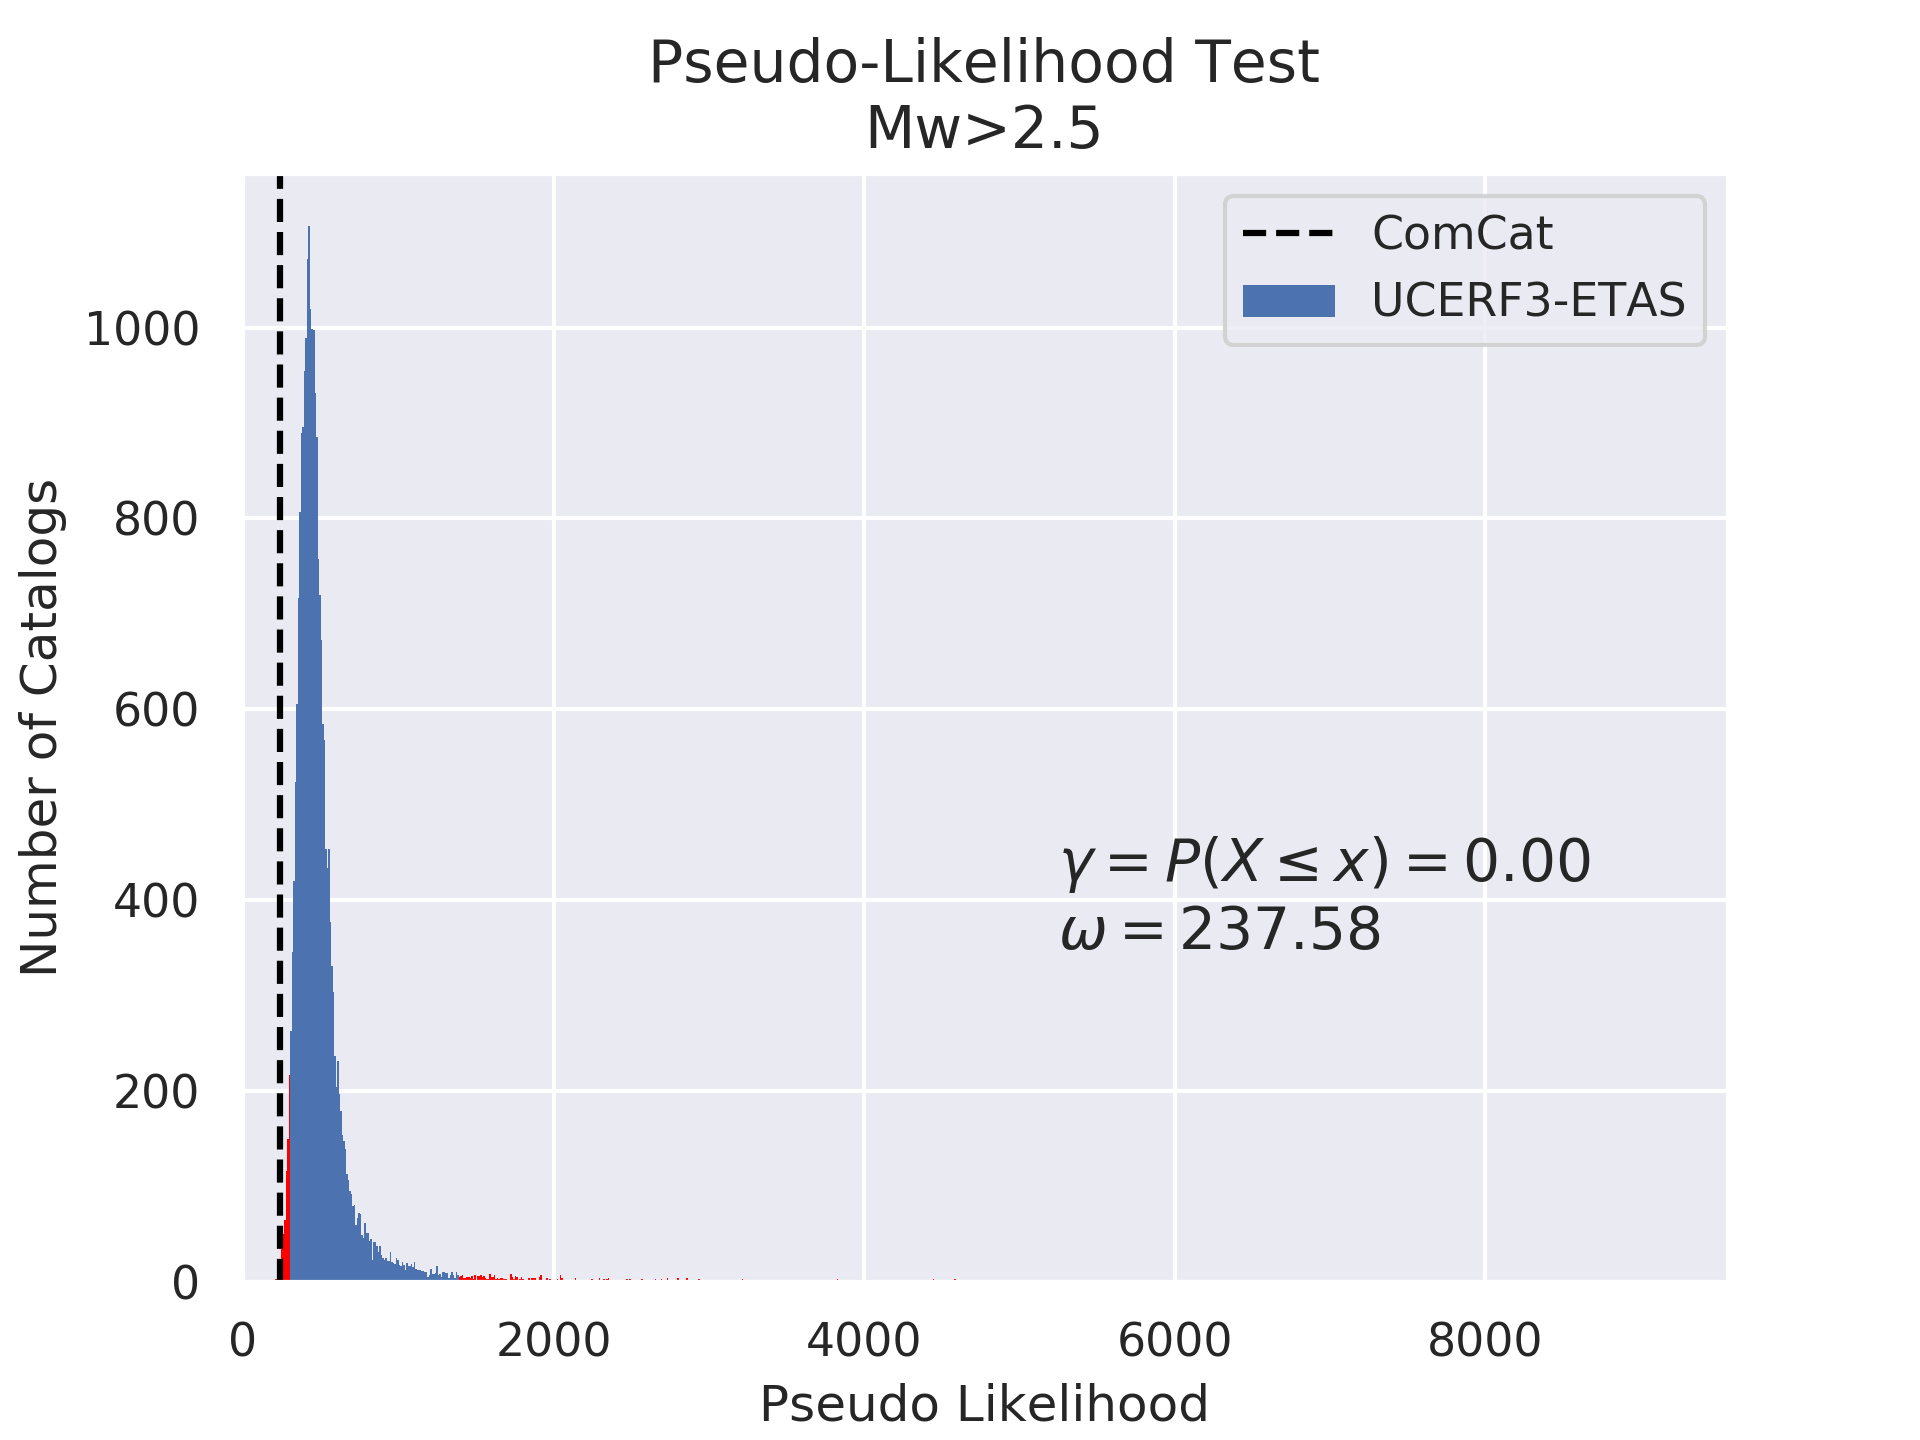 Pseudo-Likelihood Test
Mw>2.5
ComCat
UCERF3-ETAS
Number of Catalogs
1000
800
600
400
200
0
γ = P(X ≤ x) = 0.00
ω = 237.58
0 2000 4000 6000 8000
Pseudo Likelihood